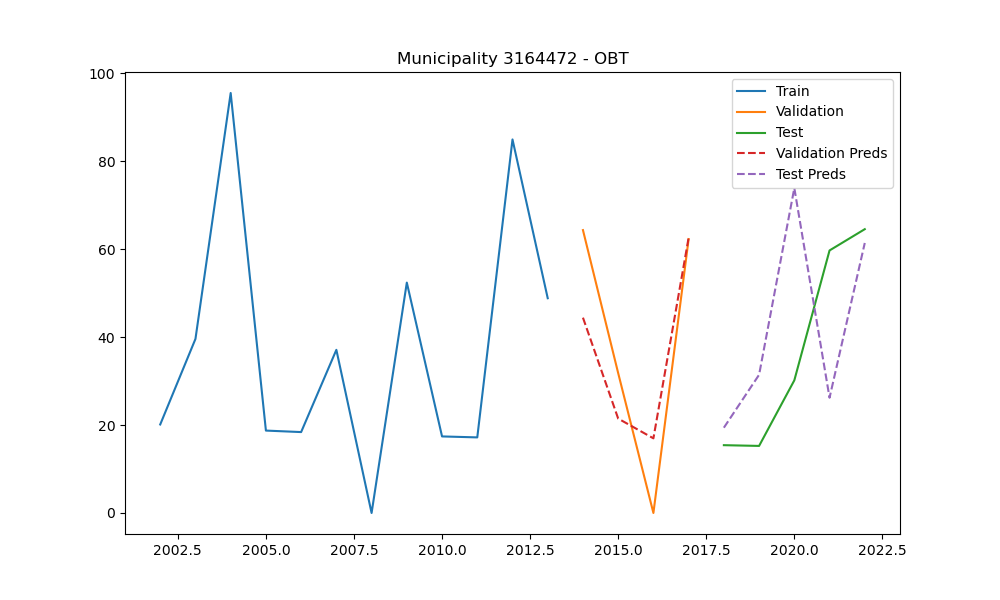 Municipality 3164472 - OBT
100
80
60
40
20
0
2002.5 2005.0 2007.5 2010.0 2012.5 2015.0 2017.5 2020.0 2022.5
Train
Validation
Test
Validation Preds
Test Preds